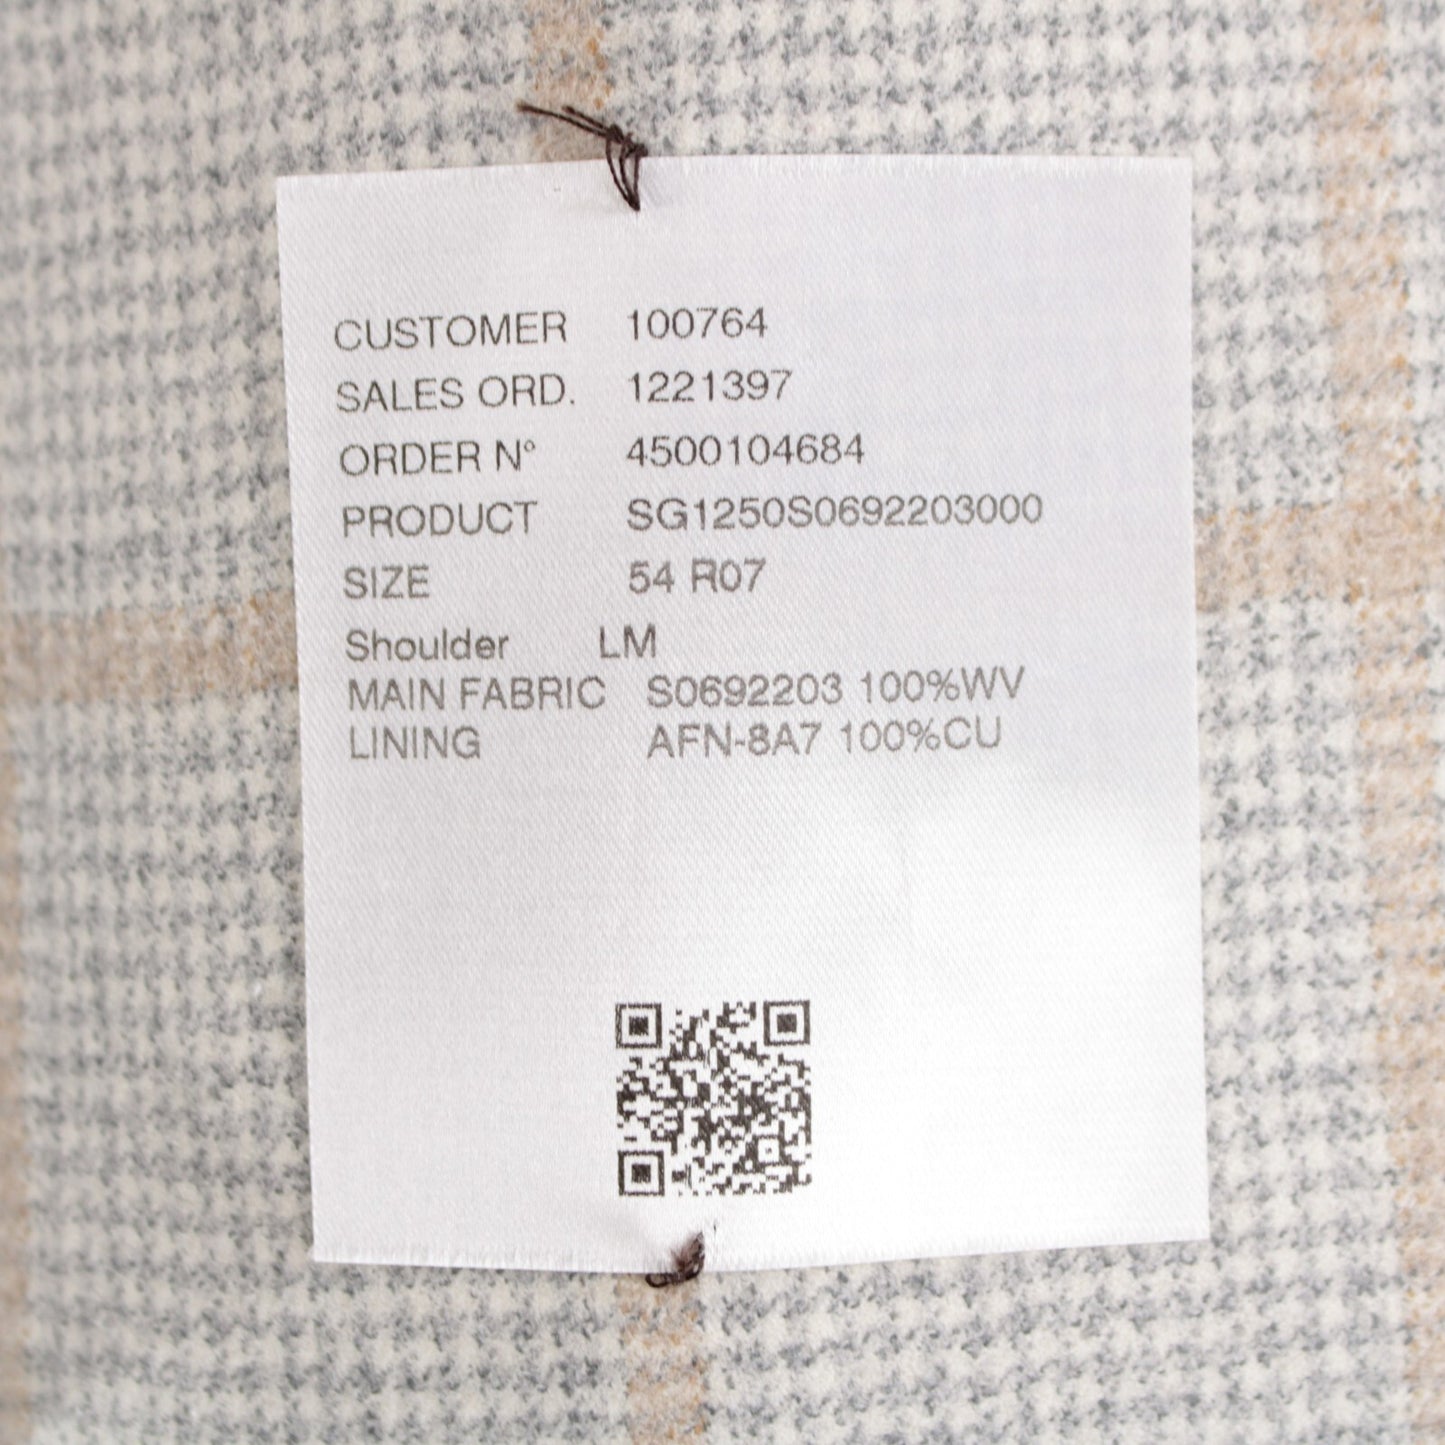 CUSTOMER 100764
SALES ORD. 1221397
ORDER N° 4500104684
PRODUCT SG1250S0692203000
SIZE 54 R07
Shoulder LM
MAIN FABRIC S0692203 100%WV
LINING AFN-8A7 100%CU